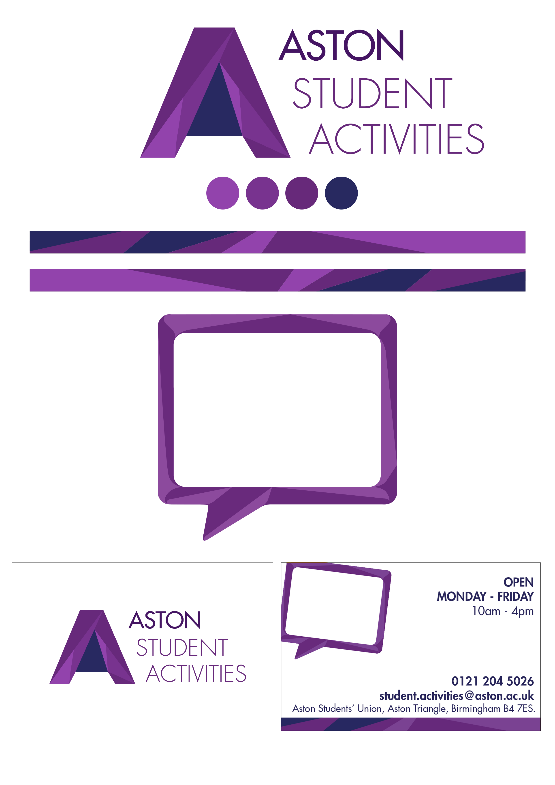 ASTON
STUDENT
ACTIVITIES
ASTON
STUDENT
ACTIVITIES
OPEN
MONDAY - FRIDAY
10am - 4pm
0121 204 5026
student.activities@aston.ac.uk
Aston Students' Union, Aston Triangle, Birmingham B4 7ES.